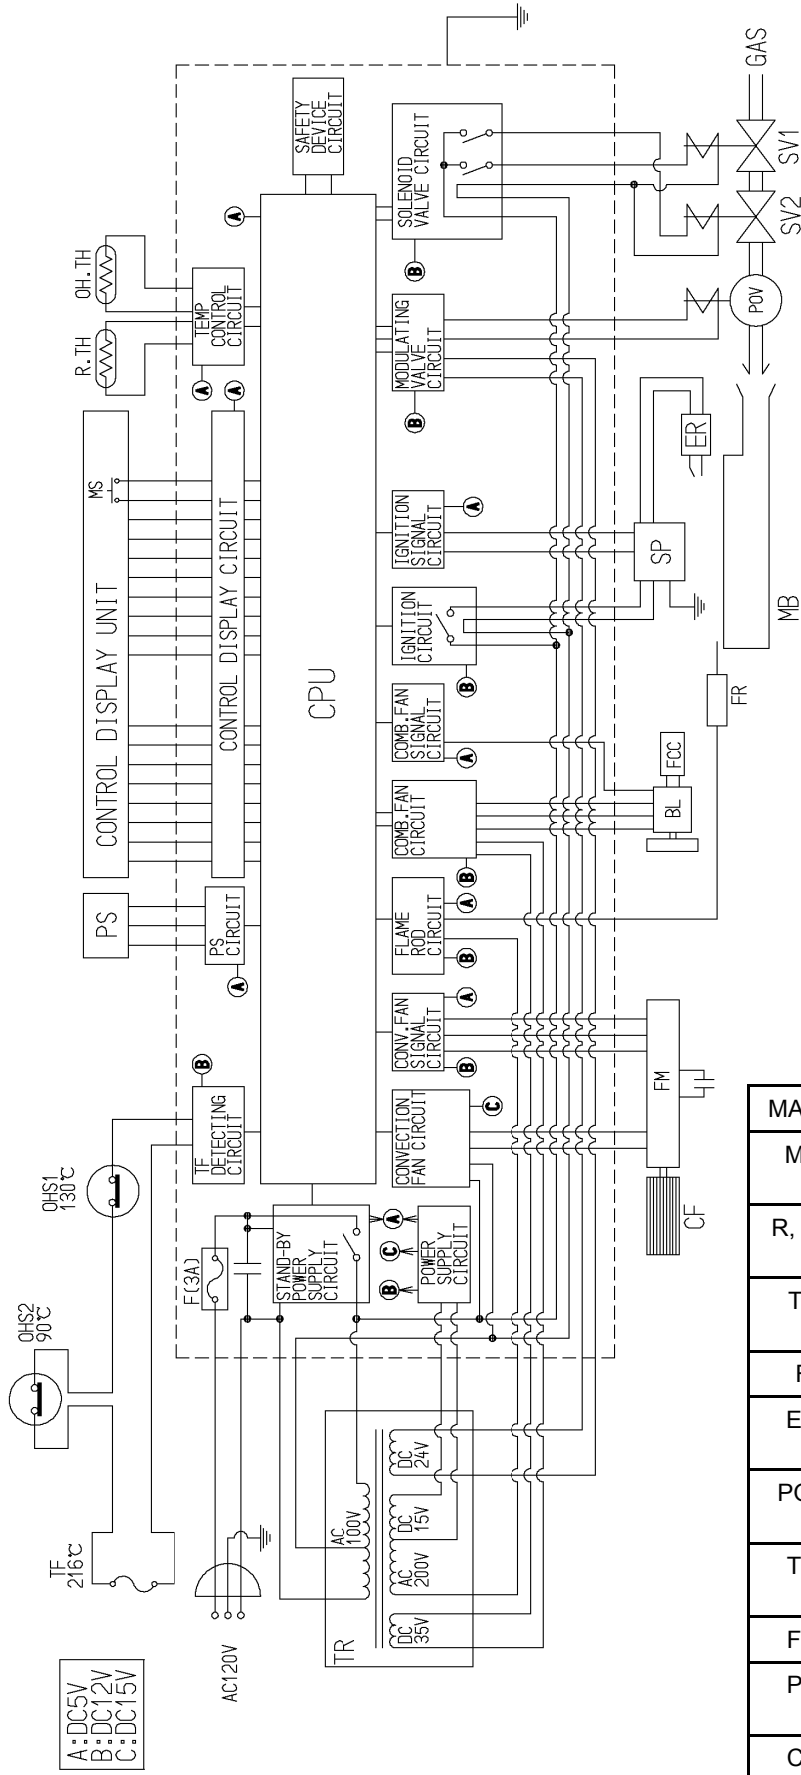 A:DC5V
B:DC12V
C:DC15V
TF
216℃
OHS2
90℃
OHS1
130℃
AC120V
F(3A)
TF
DETECTING
CIRCUIT
B
PS
PS
CIRCUIT
A
CONTROL DISPLAY UNIT
MS
CONTROL DISPLAY CIRCUIT
A
R.TH
OH.TH
TEMP
CONTROL
CIRCUIT
A
A
SAFETY
DEVICE
CIRCUIT
CPU
STAND-BY
POWER
SUPPLY
CIRCUIT
A
B
C
POWER
SUPPLY
CIRCUIT
TR
AC
100V
DC
35V
AC
200V
DC
15V
DC
24V
CONVECTION
FAN CIRCUIT
C
CONV.FAN
SIGNAL
CIRCUIT
B
A
FLAME
ROD
CIRCUIT
B
A
COMB.FAN
CIRCUIT
B
COMB.FAN
SIGNAL
CIRCUIT
A
IGNITION
CIRCUIT
B
IGNITION
SIGNAL
CIRCUIT
A
MODULATING
VALVE
CIRCUIT
B
SOLENOID
VALVE CIRCUIT
B
CF
FM
BL
FCC
FR
SP
ER
MB
POV
SV2
SV1
GAS
MA
M
R,
T
F
E
PO
T
F
P
C